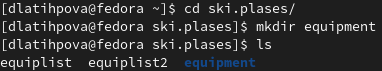 [dlatihpova@fedora ~]$ cd ski.plases/
[dlatihpova@fedora ski.plases]$ mkdir equipment
[dlatihpova@fedora ski.plases]$ ls
equiplist  equiplist2  equipment